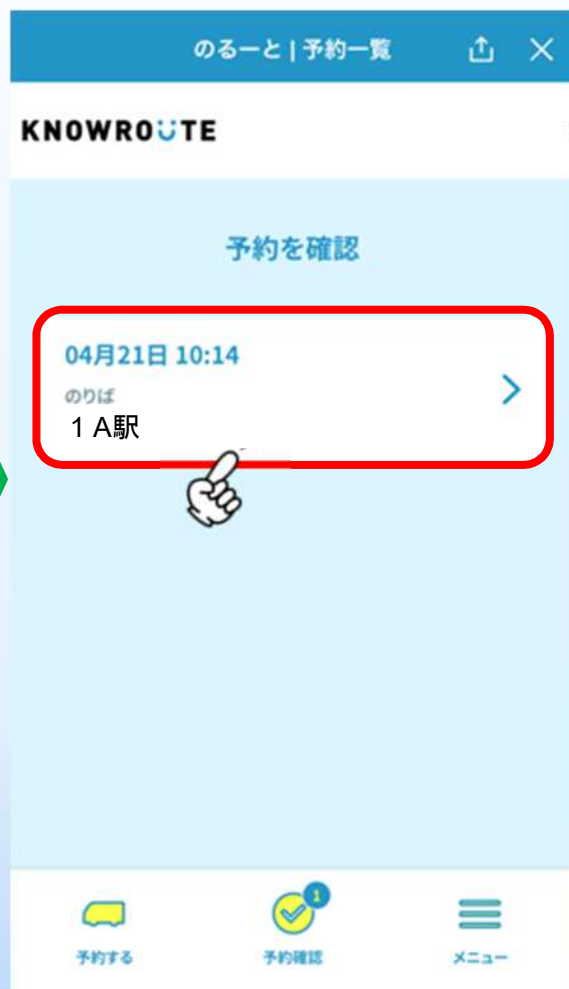 のるーと | 予約一覧
KNOWROUTE
予約を確認
04月21日 10:14
のりば
1 A駅
1
予約する
予約確認
メニュー